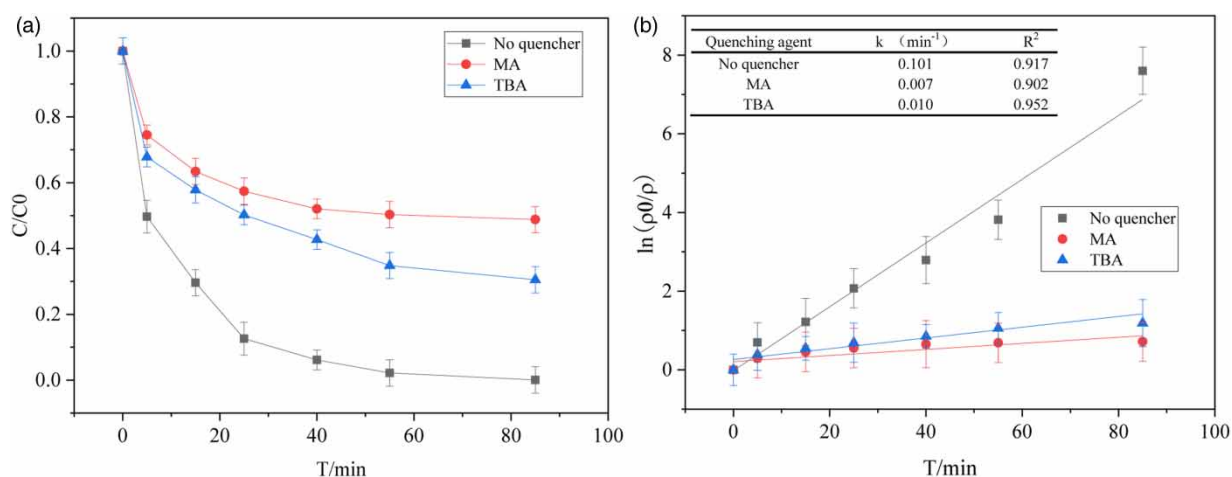 (a)
No quencher
MA
TBA
1.0
0.8
0.6
0.4
0.2
0.0
C/C0
0 20 40 60 80 100
T/min
(b)
Quenching agent k （min-1） R2
No quencher 0.101 0.917
MA 0.007 0.902
TBA 0.010 0.952
8
6
4
2
0
ln（ρ0/ρ）
No quencher
MA
TBA
0 20 40 60 80 100
T/min